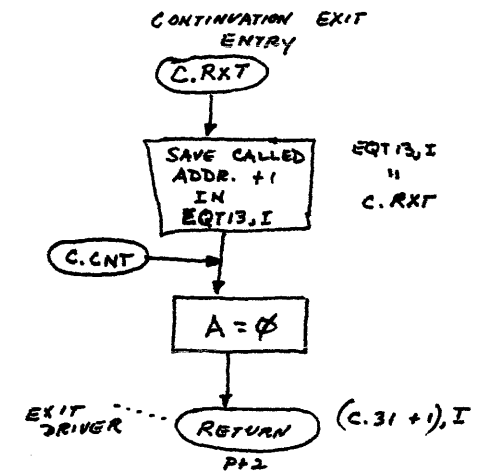 CONTINUATION EXIT
ENTRY
C.RXT
SAVE CALLED
ADDR. +1
IN
EQT13,I
EQT13,I
"
C.RXT
C.CNT
A = Ø
EXIT
DRIVER
RETURN
P+2
(C.31 +1),I